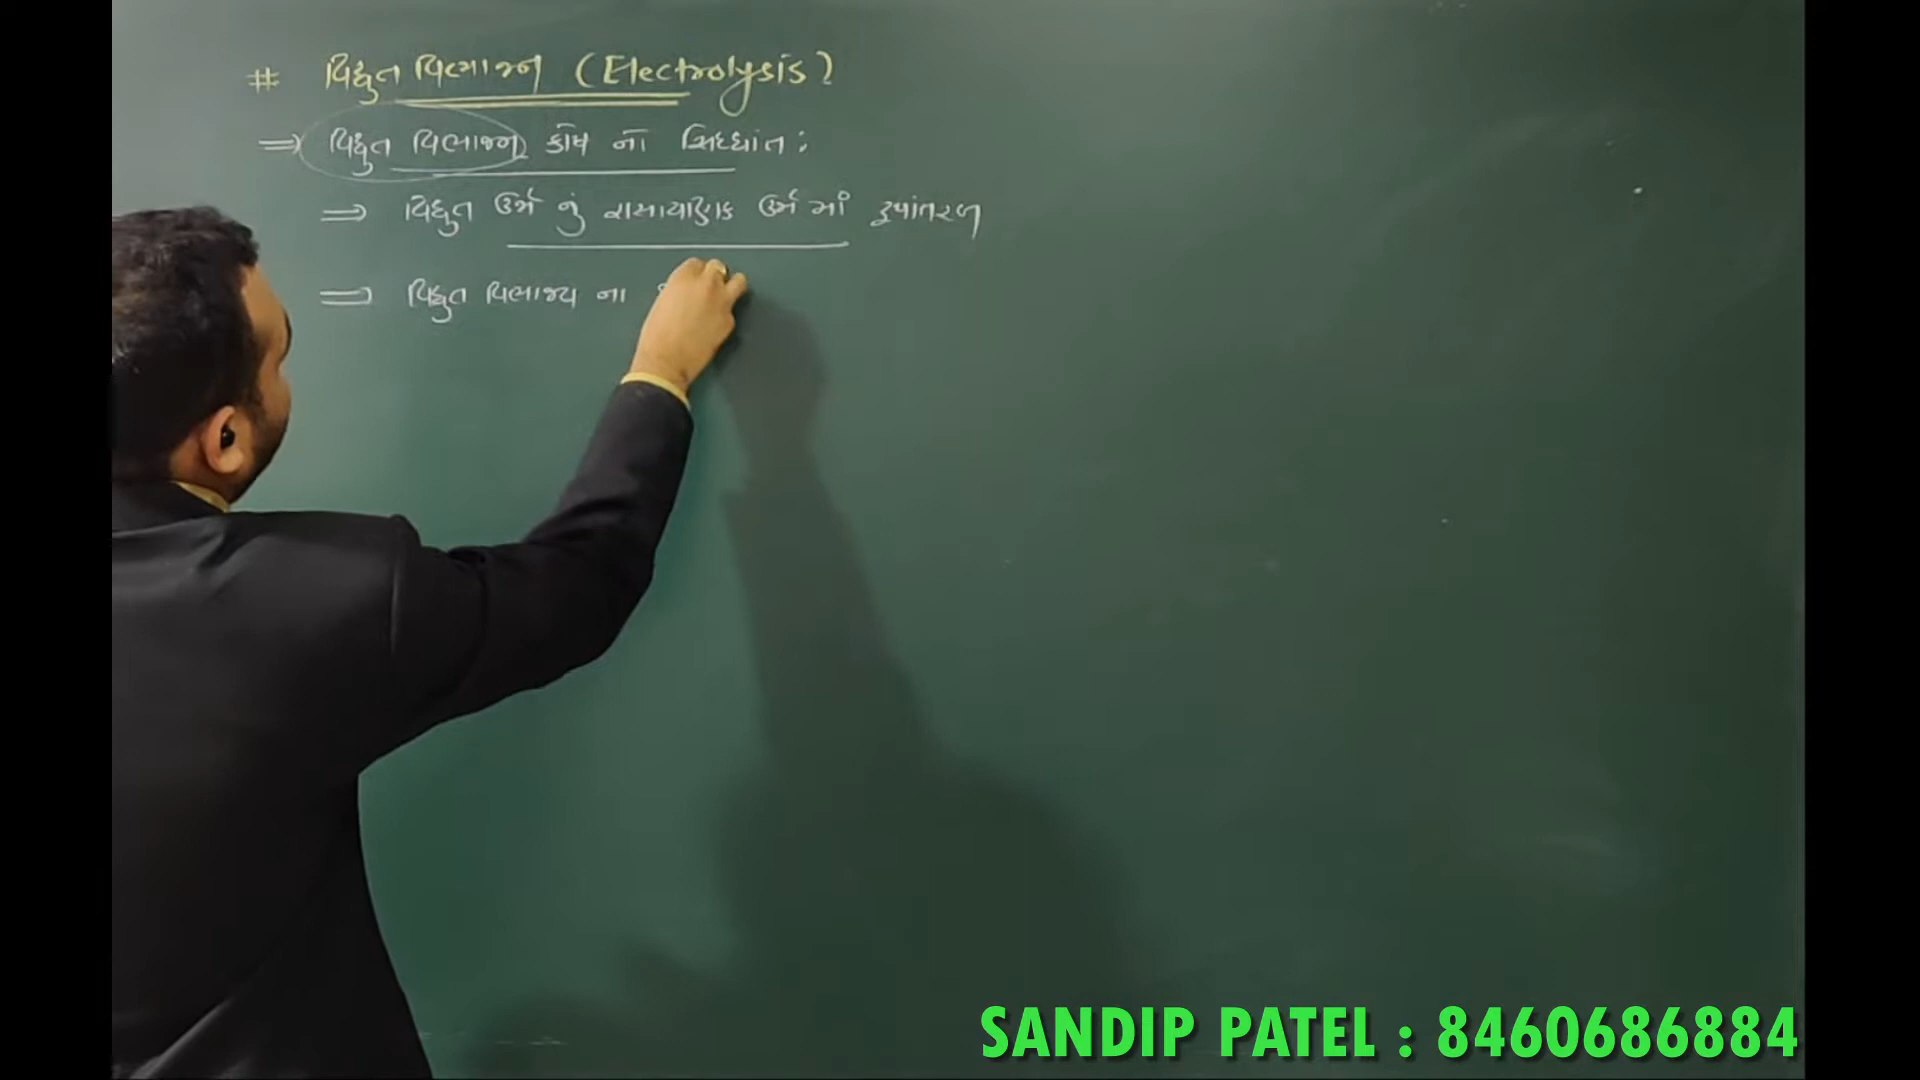 # વિદ્યુત વિભાજન (Electrolysis)
⇒ વિદ્યુત વિભાજન કોષ નો સિધ્ધાંત :
⇒ વિદ્યુત ઉર્જા નું રાસાયણિક ઉર્જા માં રૂપાંતરણ
⇒ વિદ્યુત વિભાજ્ય ના
SANDIP PATEL : 8460686884